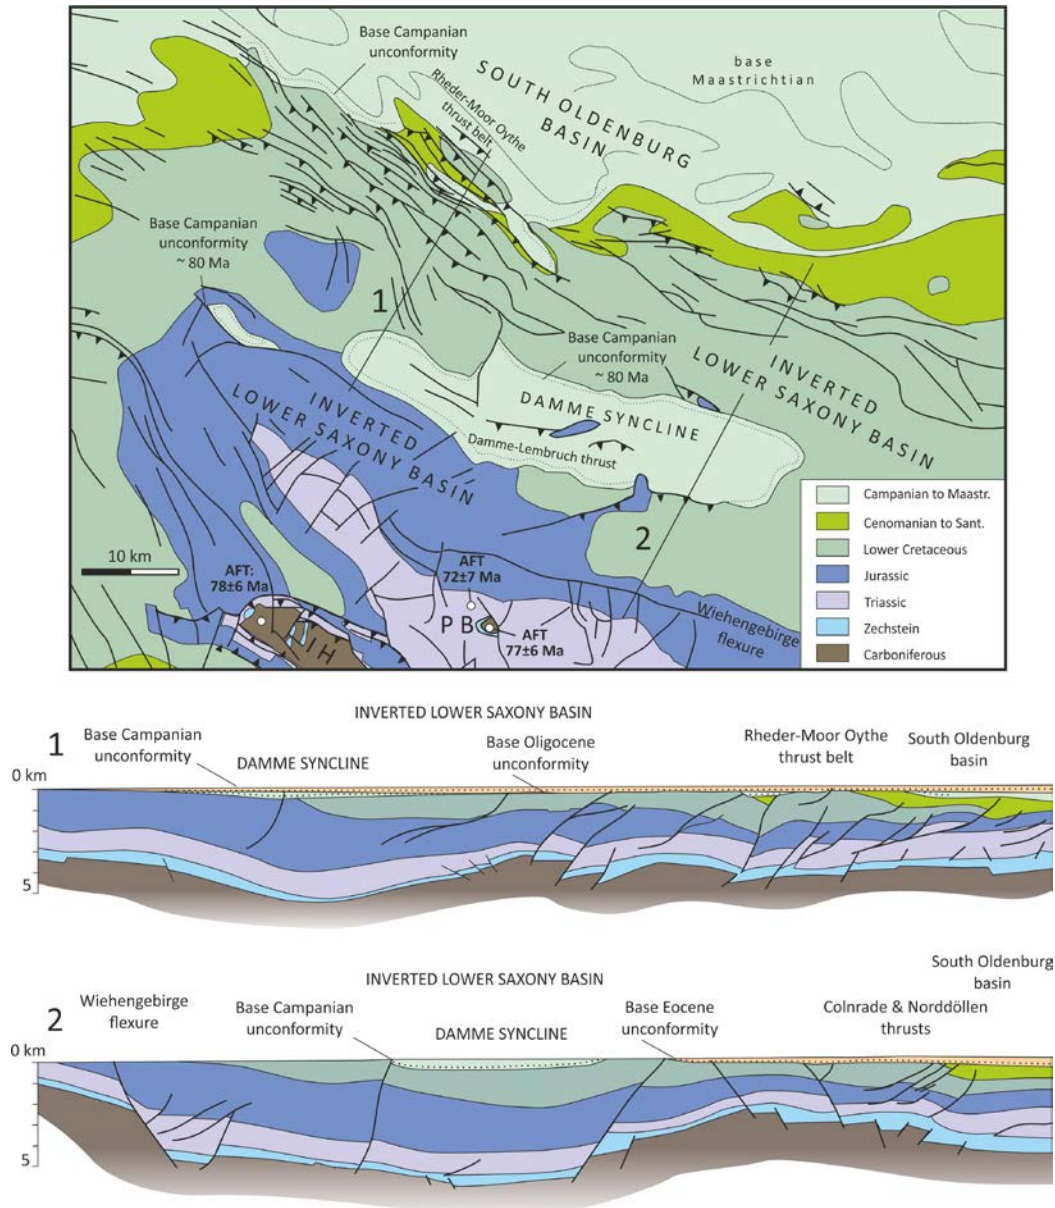 Base Campanian
unconformity
SOUTH OLDENBURG
BASIN
base
Maastrichtian
Rheder-Moor Oythe
thrust belt
Base Campanian
unconformity
~ 80 Ma
1
Base Campanian
unconformity
~ 80 Ma
INVERTED
LOWER SAXONY BASIN
INVERTED
LOWER SAXONY BASIN
DAMME SYNCLINE
Damme-Lembruch thrust
2
10 km
AFT:
78±6 Ma
AFT
72±7 Ma
P B
AFT
77±6 Ma
I H
Wiehengebirge
flexure
Campanian to Maastr.
Cenomanian to Sant.
Lower Cretaceous
Jurassic
Triassic
Zechstein
Carboniferous
INVERTED LOWER SAXONY BASIN
1
Base Campanian
unconformity
DAMME SYNCLINE
Base Oligocene
unconformity
Rheder-Moor Oythe
thrust belt
South Oldenburg
basin
0 km
5
INVERTED LOWER SAXONY BASIN
2
Wiehengebirge
flexure
Base Campanian
unconformity
DAMME SYNCLINE
Base Eocene
unconformity
Colnrade & Norddöllen
thrusts
South Oldenburg
basin
0 km
5